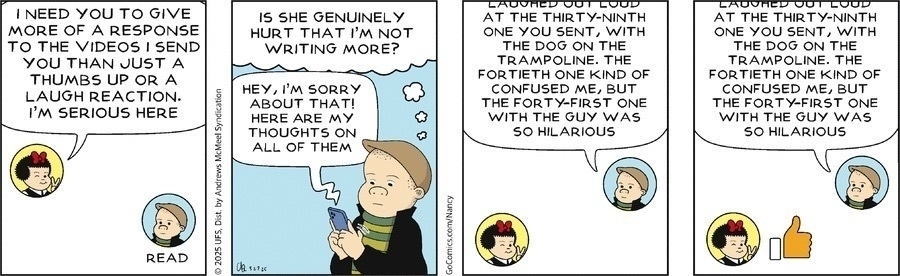 I NEED YOU TO GIVE
MORE OF A RESPONSE
TO THE VIDEOS I SEND
YOU THAN JUST A
THUMBS UP OR A
LAUGH REACTION.
I'M SERIOUS HERE
READ
© 2025 UFS, Dist. by Andrews McMeel Syndication
IS SHE GENUINELY
HURT THAT I'M NOT
WRITING MORE?
HEY, I'M SORRY
ABOUT THAT!
HERE ARE MY
THOUGHTS ON
ALL OF THEM
GoComics.com/Nancy
LAUGHED OUT LOUD
AT THE THIRTY-NINTH
ONE YOU SENT, WITH
THE DOG ON THE
TRAMPOLINE. THE
FORTIETH ONE KIND OF
CONFUSED ME, BUT
THE FORTY-FIRST ONE
WITH THE GUY WAS
SO HILARIOUS
LAUGHED OUT LOUD
AT THE THIRTY-NINTH
ONE YOU SENT, WITH
THE DOG ON THE
TRAMPOLINE. THE
FORTIETH ONE KIND OF
CONFUSED ME, BUT
THE FORTY-FIRST ONE
WITH THE GUY WAS
SO HILARIOUS